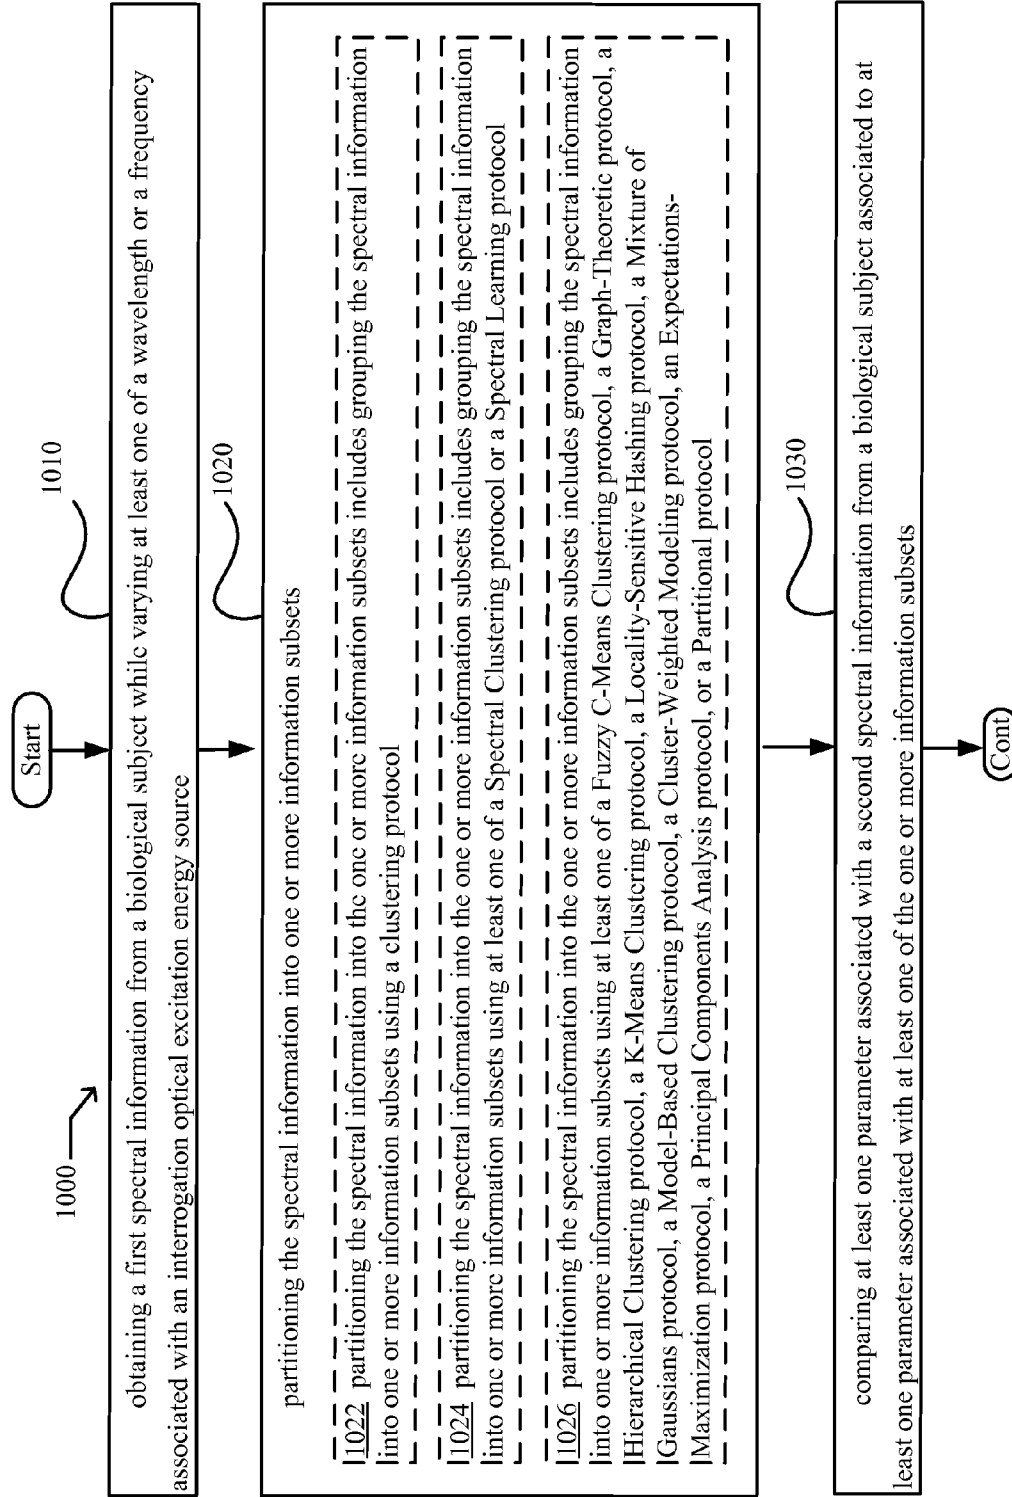 1000
Start
1010
obtaining a first spectral information from a biological subject while varying at least one of a wavelength or a frequency
associated with an interrogation optical excitation energy source
1020
partitioning the spectral information into one or more information subsets
1022 partitioning the spectral information into the one or more information subsets includes grouping the spectral information
into one or more information subsets using a clustering protocol
1024 partitioning the spectral information into the one or more information subsets includes grouping the spectral information
into one or more information subsets using at least one of a Spectral Clustering protocol or a Spectral Learning protocol
1026 partitioning the spectral information into the one or more information subsets includes grouping the spectral information
into one or more information subsets using at least one of a Fuzzy C-Means Clustering protocol, a Graph-Theoretic protocol, a
Hierarchical Clustering protocol, a K-Means Clustering protocol, a Locality-Sensitive Hashing protocol, a Mixture of
Gaussians protocol, a Model-Based Clustering protocol, a Cluster-Weighted Modeling protocol, an Expectations-
Maximization protocol, a Principal Components Analysis protocol, or a Partitional protocol
1030
comparing at least one parameter associated with a second spectral information from a biological subject associated to at
least one parameter associated with at least one of the one or more information subsets
Cont